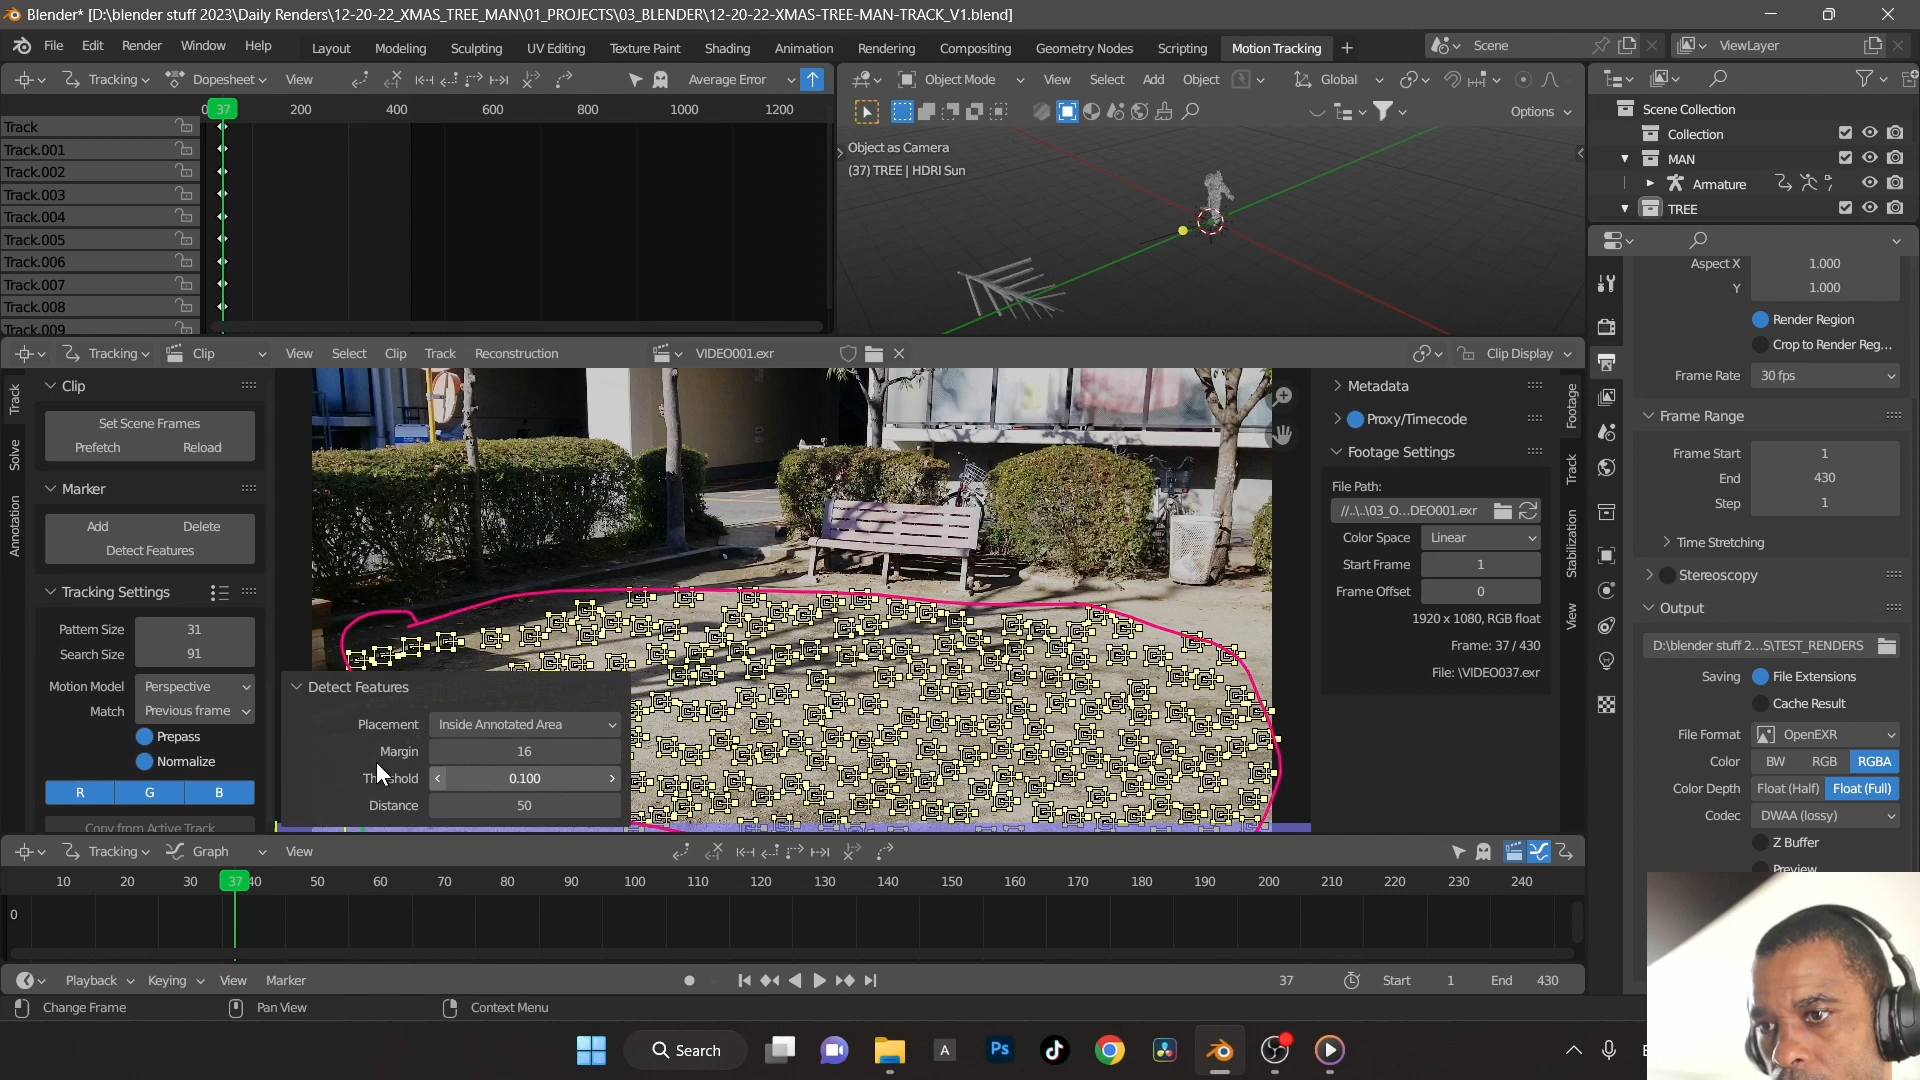 Blender* [D:\blender stuff 2023\Daily Renders\12-20-22_XMAS_TREE_MAN\01_PROJECTS\03_BLENDER\12-20-22-XMAS-TREE-MAN-TRACK_V1.blend]
File Edit Render Window Help Layout Modeling Sculpting UV Editing Texture Paint Shading Animation Rendering Compositing Geometry Nodes Scripting Motion Tracking + Scene ViewLayer
Tracking Dopesheet View Average Error
0 37 200 400 600 800 1000 1200
Track
Track.001
Track.002
Track.003
Track.004
Track.005
Track.006
Track.007
Track.008
Track.009
Object Mode View Select Add Object Global
Options
Object as Camera
(37) TREE | HDRI Sun
Scene Collection
Collection
MAN
Armature
TREE
Tracking Clip View Select Clip Track Reconstruction VIDEO001.exr Clip Display
Track
Solve
Annotation
Clip
Set Scene Frames
Prefetch Reload
Marker
Add Delete
Detect Features
Tracking Settings
Pattern Size 31
Search Size 91
Motion Model Perspective
Match Previous frame
Prepass
Normalize
R G B
Copy from Active Track
Detect Features
Placement Inside Annotated Area
Margin 16
Threshold 0.100
Distance 50
Metadata
Proxy/Timecode
Footage Settings
File Path:
//..\..\03_O...DEO001.exr
Color Space Linear
Start Frame 1
Frame Offset 0
1920 x 1080, RGB float
Frame: 37 / 430
File: \VIDEO037.exr
Footage
Track
Stabilization
View
Aspect X 1.000
Y 1.000
Render Region
Crop to Render Reg...
Frame Rate 30 fps
Frame Range
Frame Start 1
End 430
Step 1
Time Stretching
Stereoscopy
Output
D:\blender stuff 2...S\TEST_RENDERS
Saving File Extensions
Cache Result
File Format OpenEXR
Color BW RGB RGBA
Color Depth Float (Half) Float (Full)
Codec DWAA (lossy)
Z Buffer
Preview
Tracking Graph View
10 20 30 37 40 50 60 70 80 90 100 110 120 130 140 150 160 170 180 190 200 210 220 230 240
0
Playback Keying View Marker 37 Start 1 End 430
Change Frame Pan View Context Menu
Search
A
Ps